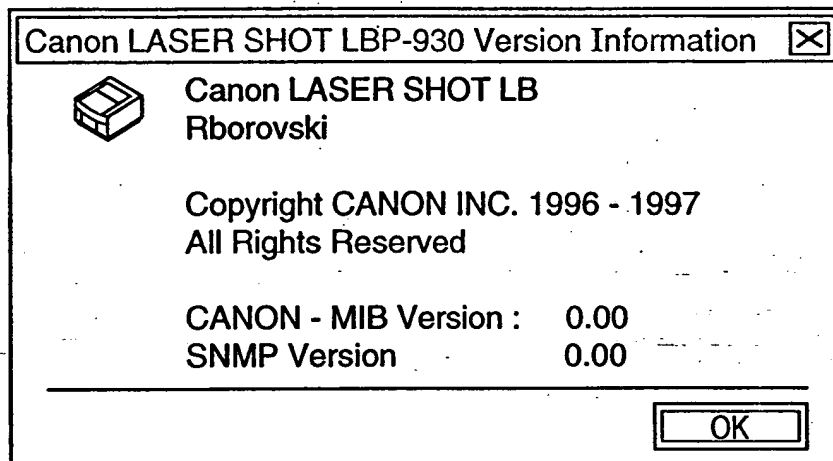 Canon LASER SHOT LBP-930 Version Information
Canon LASER SHOT LB
Rborovski
Copyright CANON INC. 1996 - 1997
All Rights Reserved
CANON - MIB Version : 0.00
SNMP Version 0.00
OK